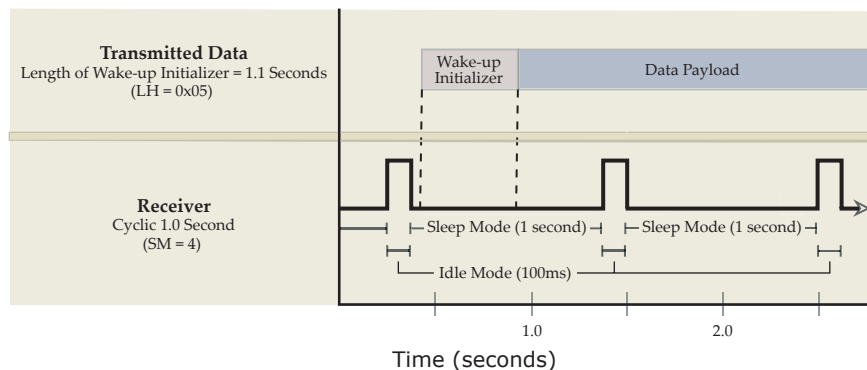 Transmitted Data
Length of Wake-up Initializer = 1.1 Seconds
(LH = 0x05)
Wake-up
Initializer
Data Payload
Receiver
Cyclic 1.0 Second
(SM = 4)
Sleep Mode (1 second)
Sleep Mode (1 second)
Idle Mode (100ms)
1.0
2.0
Time (seconds)